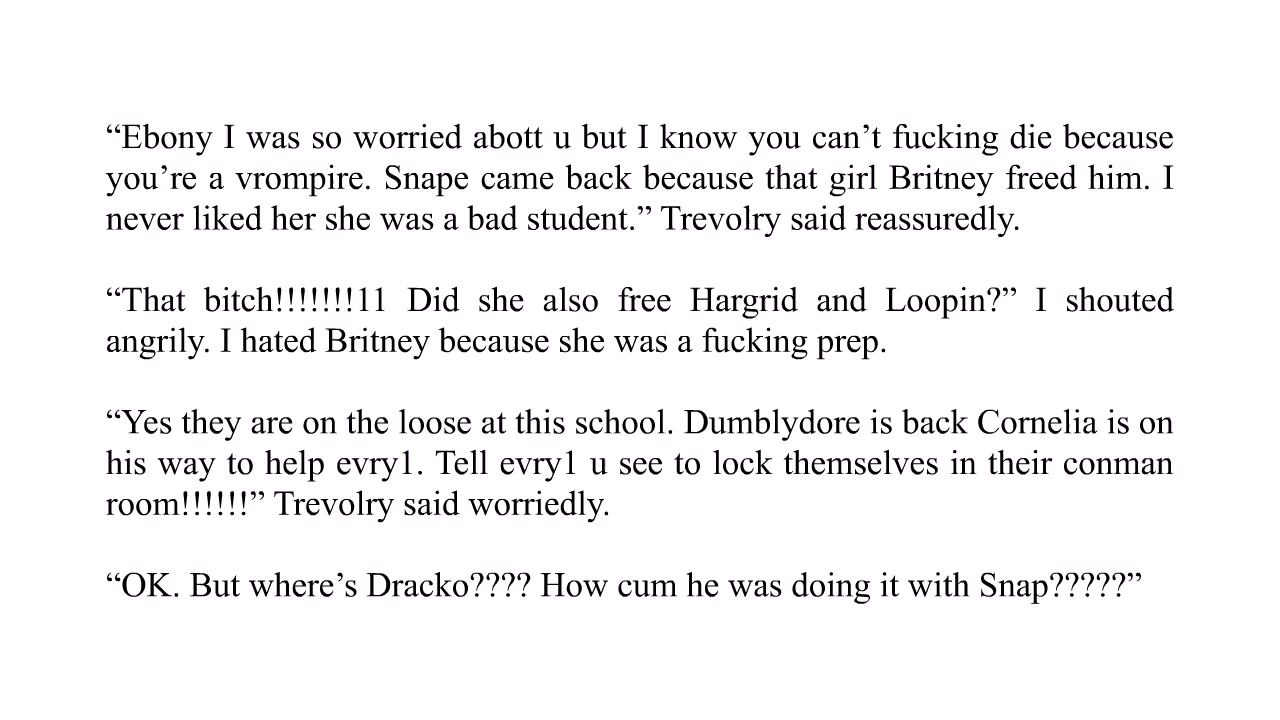 “Ebony I was so worried abott u but I know you can’t fucking die because
you’re a vrompire. Snape came back because that girl Britney freed him. I
never liked her she was a bad student.” Trevolry said reassuredly.
“That bitch!!!!!!!11 Did she also free Hargrid and Loopin?” I shouted
angrily. I hated Britney because she was a fucking prep.
“Yes they are on the loose at this school. Dumblydore is back Cornelia is on
his way to help evry1. Tell evry1 u see to lock themselves in their conman
room!!!!!!” Trevolry said worriedly.
“OK. But where’s Dracko???? How cum he was doing it with Snap?????”